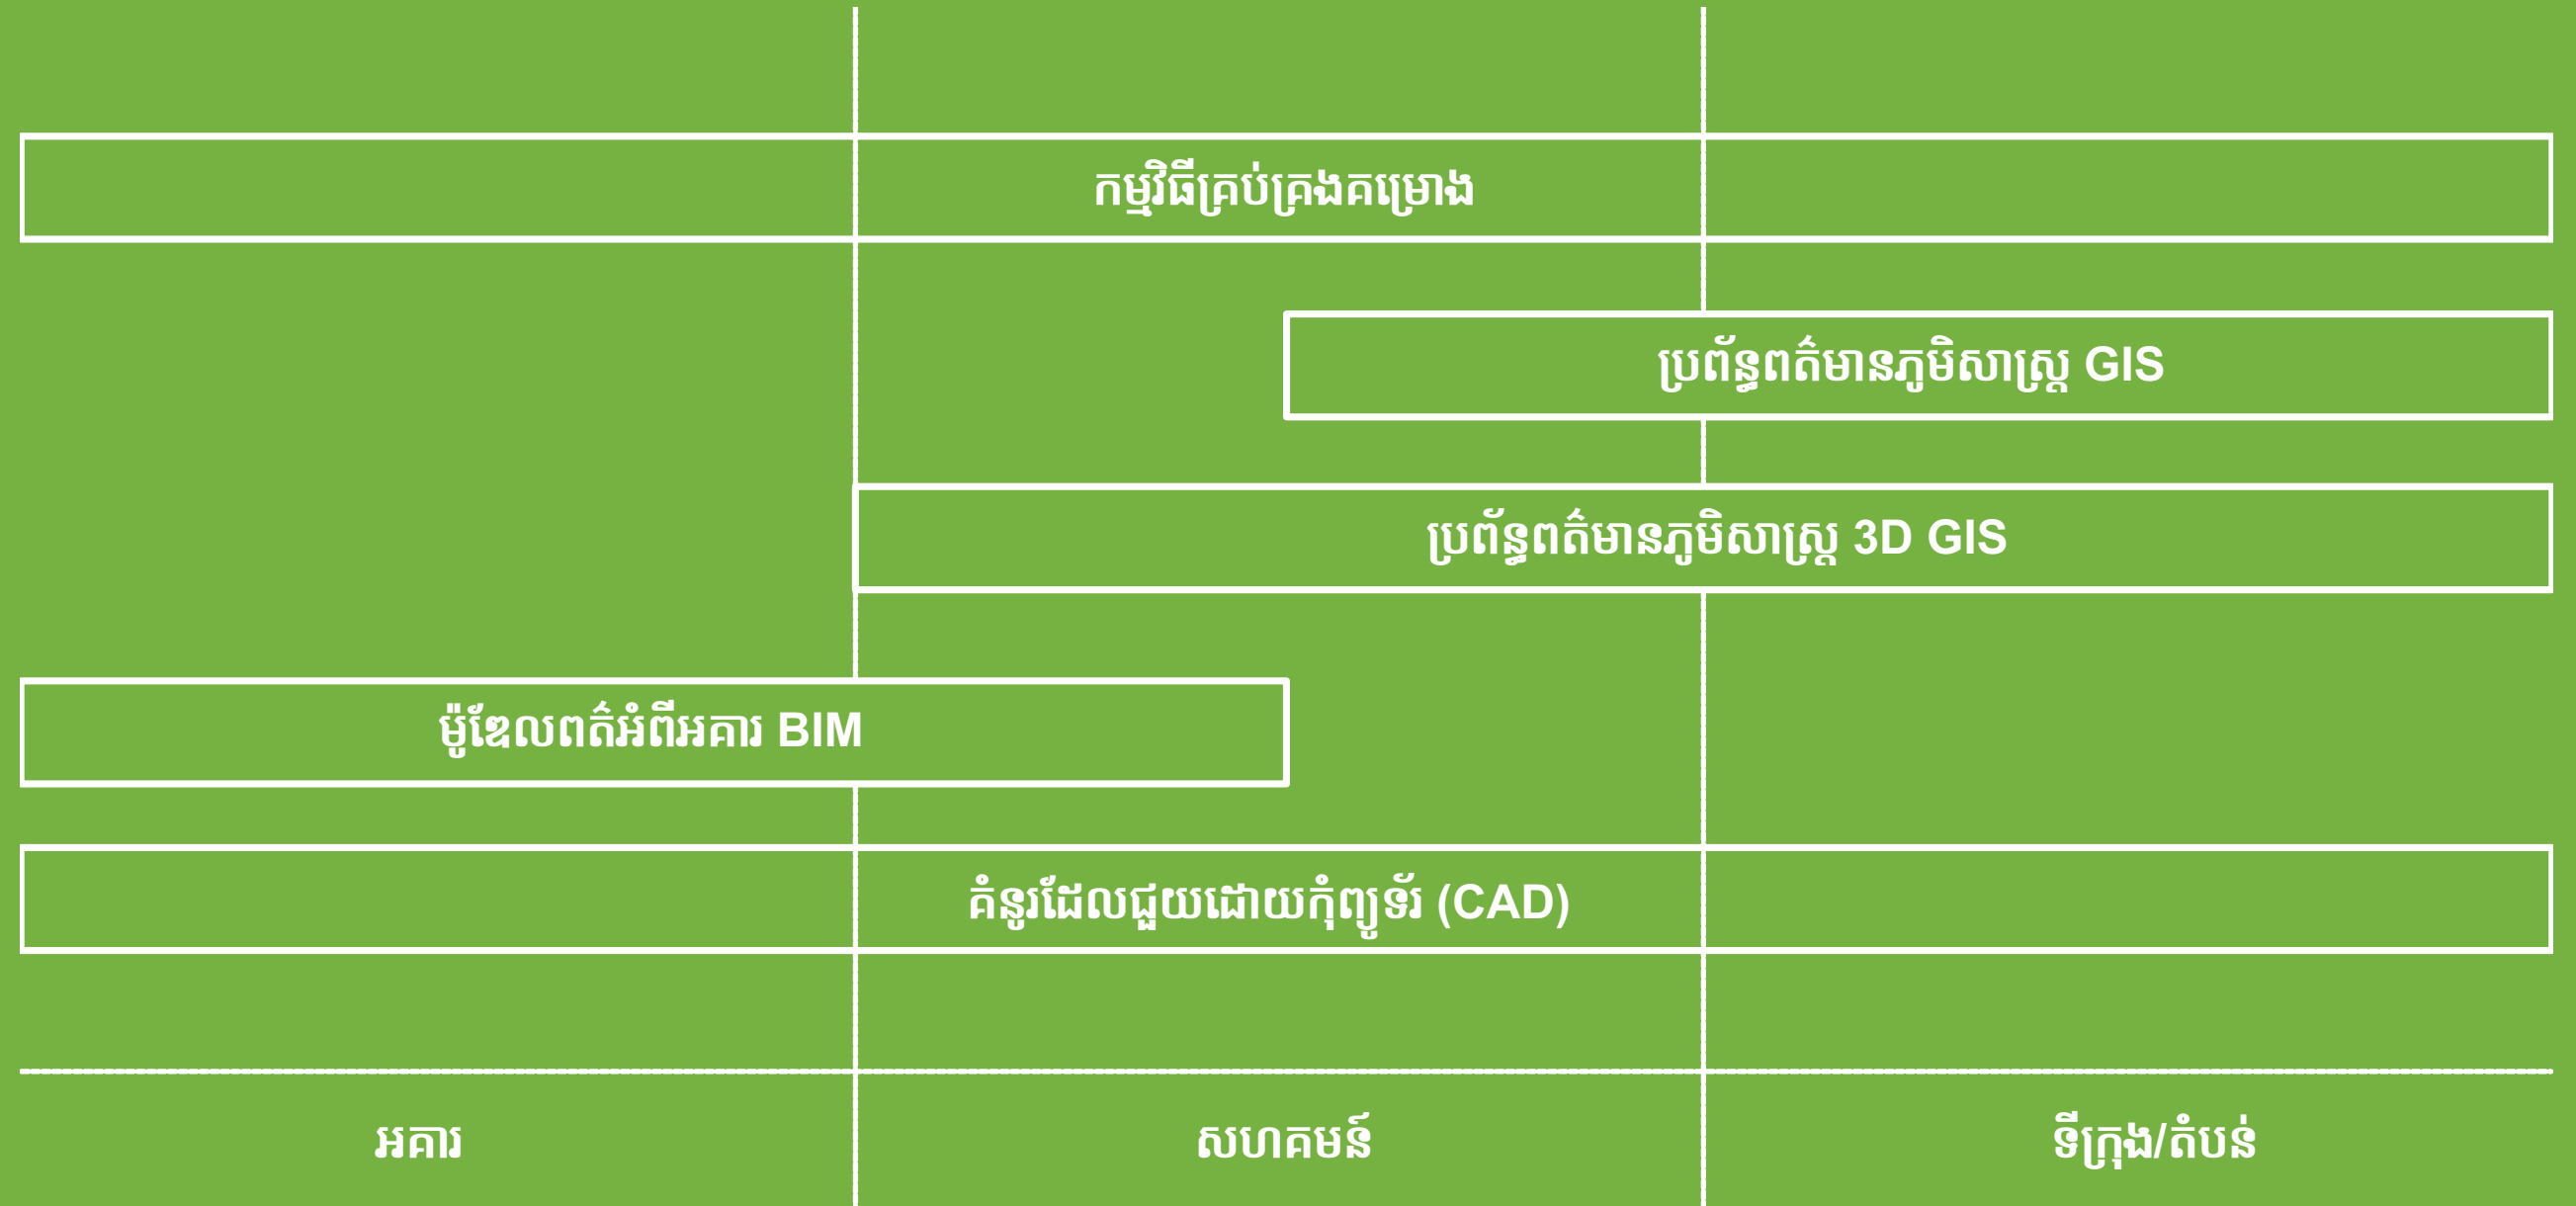 កម្មវិធីគ្រប់គ្រងគម្រោង
ប្រព័ន្ធពត៌មានភូមិសាស្ត្រ GIS
ប្រព័ន្ធពត៌មានភូមិសាស្ត្រ 3D GIS
ម៉ូឌែលពត៌អំពីអគារ BIM
គំនូរដែលជួយដោយកុំព្យូទ័រ (CAD)
អគារ
សហគមន៍
ទីក្រុង/តំបន់